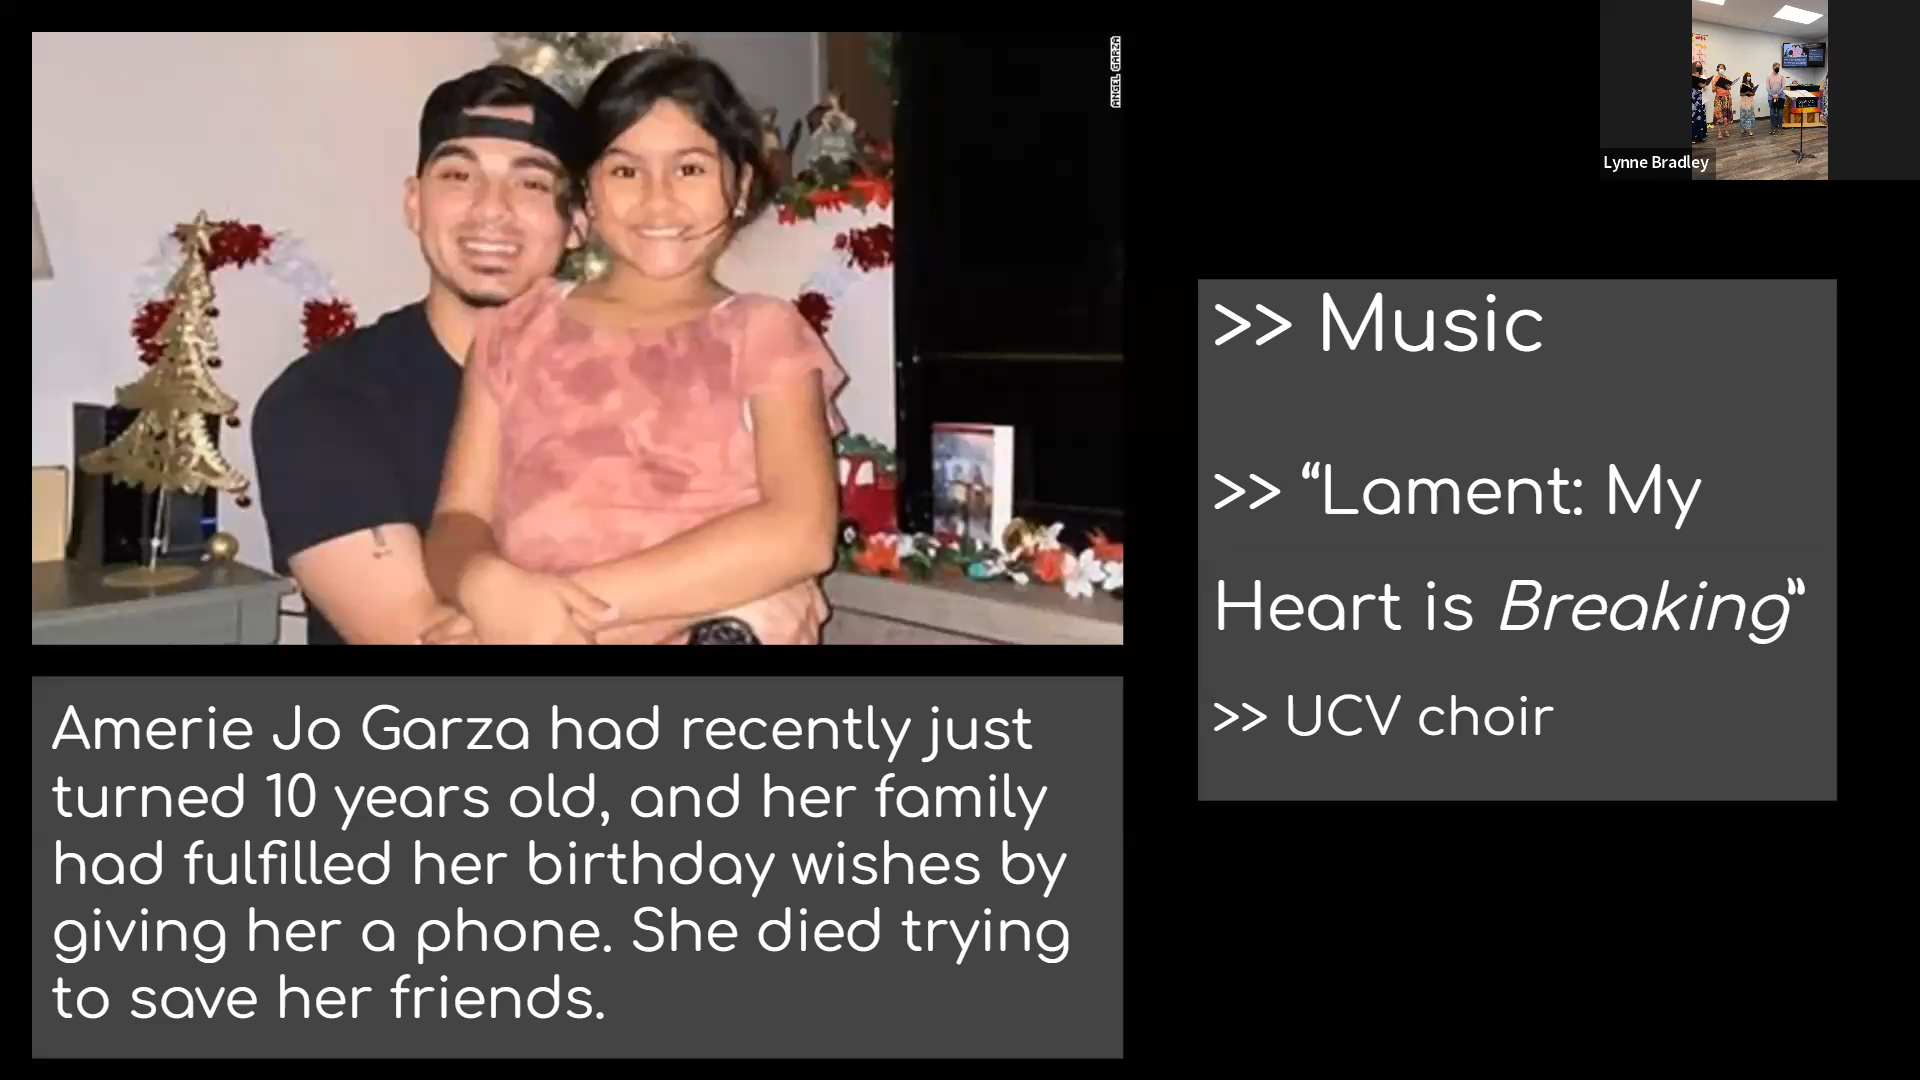 ANGEL GARZA
Lynne Bradley
>> Music
>> “Lament: My
Heart is Breaking”
>> UCV choir
Amerie Jo Garza had recently just
turned 10 years old, and her family
had fulfilled her birthday wishes by
giving her a phone. She died trying
to save her friends.